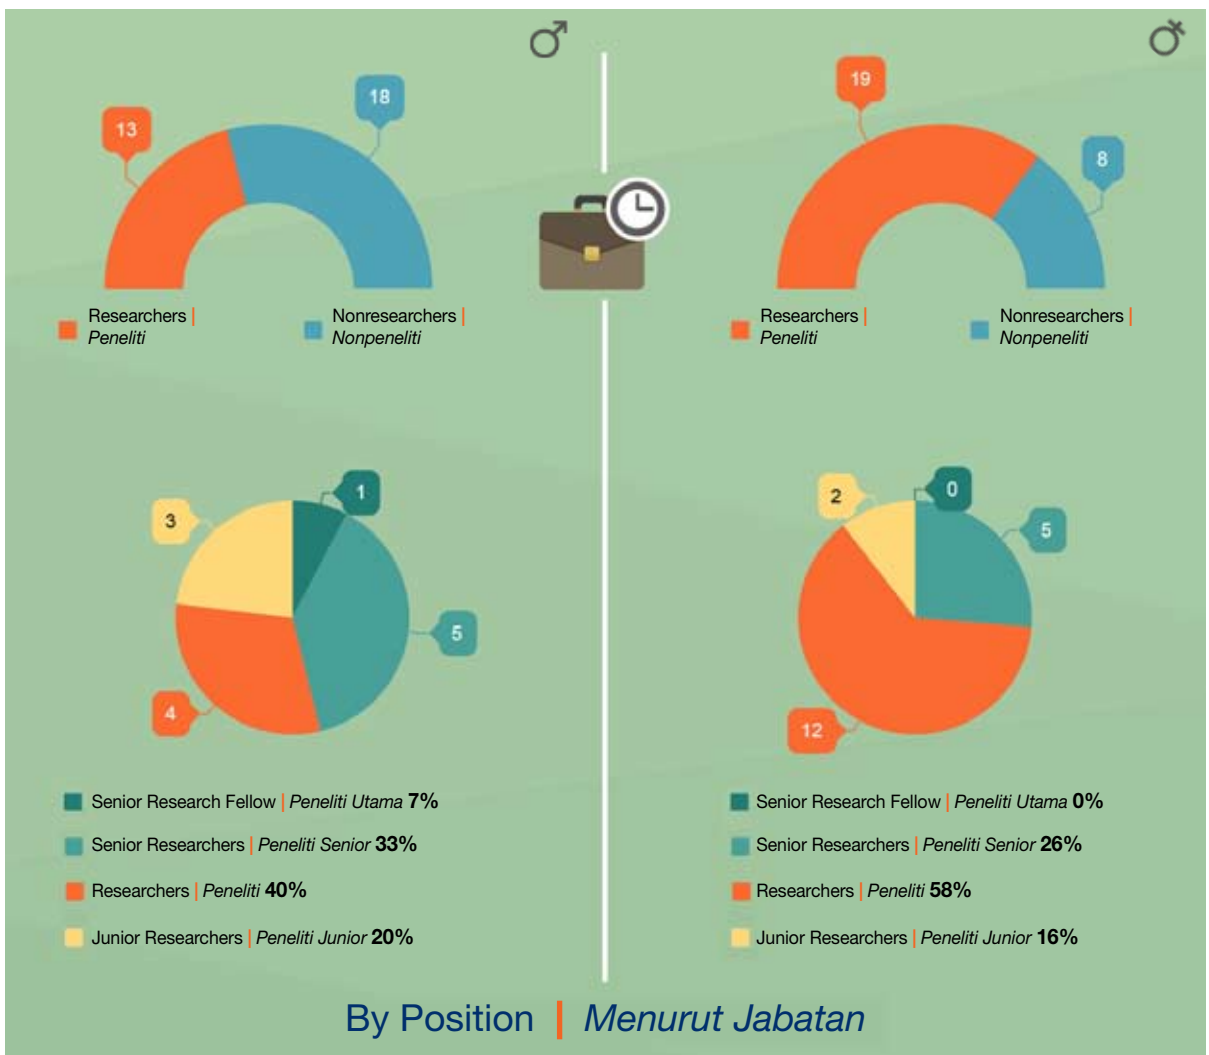 13
18
Researchers |
Peneliti
Nonresearchers |
Nonpeneliti
19
8
Researchers |
Peneliti
Nonresearchers |
Nonpeneliti
1
3
5
4
Senior Research Fellow | Peneliti Utama 7%
Senior Researchers | Peneliti Senior 33%
Researchers | Peneliti 40%
Junior Researchers | Peneliti Junior 20%
0
2
5
12
Senior Research Fellow | Peneliti Utama 0%
Senior Researchers | Peneliti Senior 26%
Researchers | Peneliti 58%
Junior Researchers | Peneliti Junior 16%
By Position | Menurut Jabatan